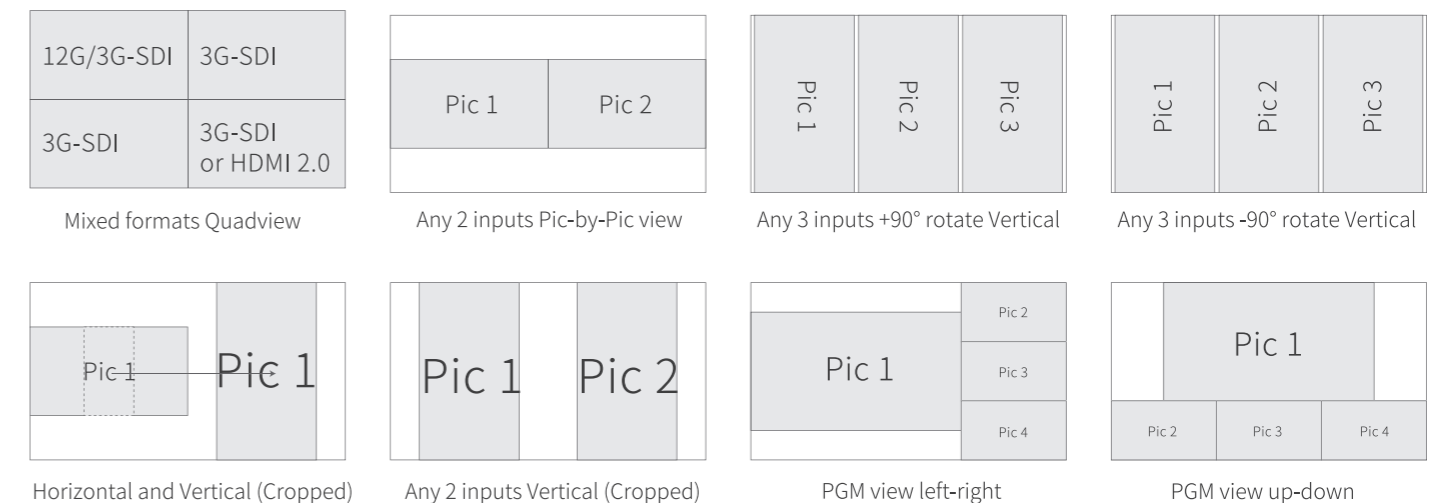 12G/3G-SDI
3G-SDI
3G-SDI
3G-SDI
or HDMI 2.0
Mixed formats Quadview
Pic 1
Pic 2
Any 2 inputs Pic-by-Pic view
Pic 1
Pic 2
Pic 3
Any 3 inputs +90° rotate Vertical
Pic 1
Pic 2
Pic 3
Any 3 inputs -90° rotate Vertical
Pic 1
Pic 1
Horizontal and Vertical (Cropped)
Pic 1
Pic 2
Any 2 inputs Vertical (Cropped)
Pic 1
Pic 2
Pic 3
Pic 4
PGM view left-right
Pic 1
Pic 2
Pic 3
Pic 4
PGM view up-down